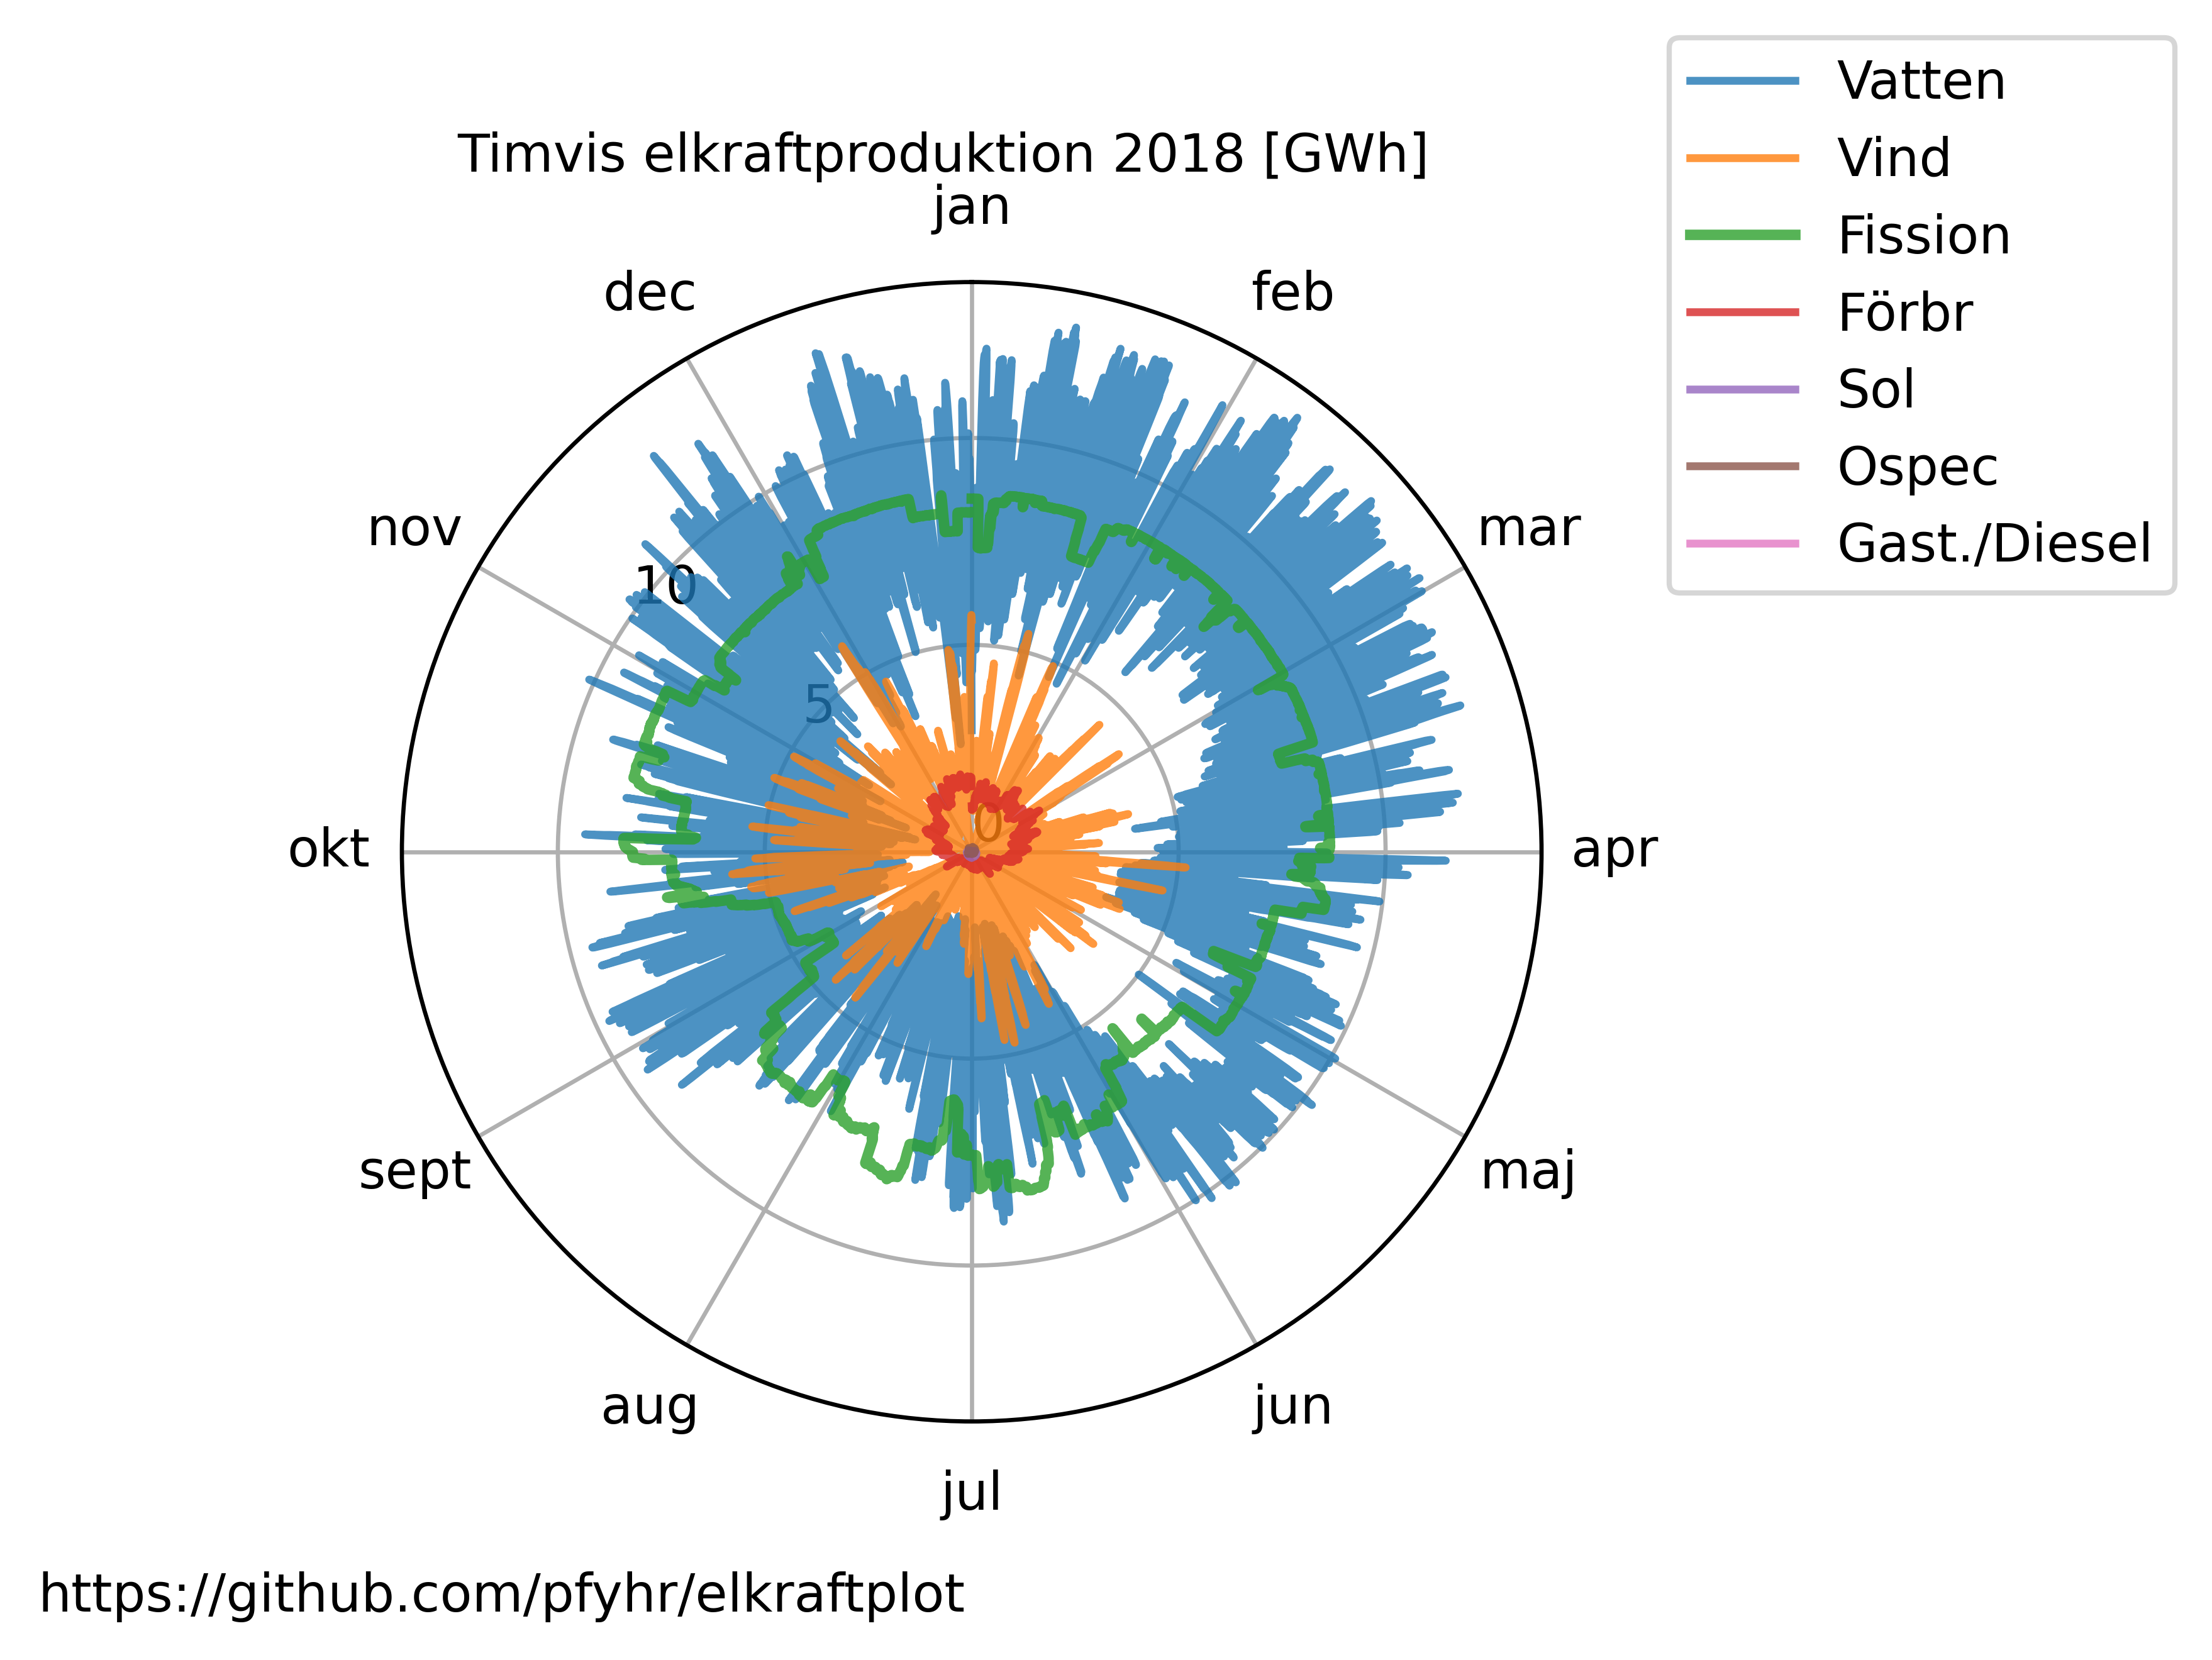 Timvis elkraftproduktion 2018 [GWh]
jan
feb
mar
apr
maj
jun
jul
aug
sept
okt
nov
dec
10
5
0
Vatten
Vind
Fission
Förbr
Sol
Ospec
Gast./Diesel
https://github.com/pfyhr/elkraftplot